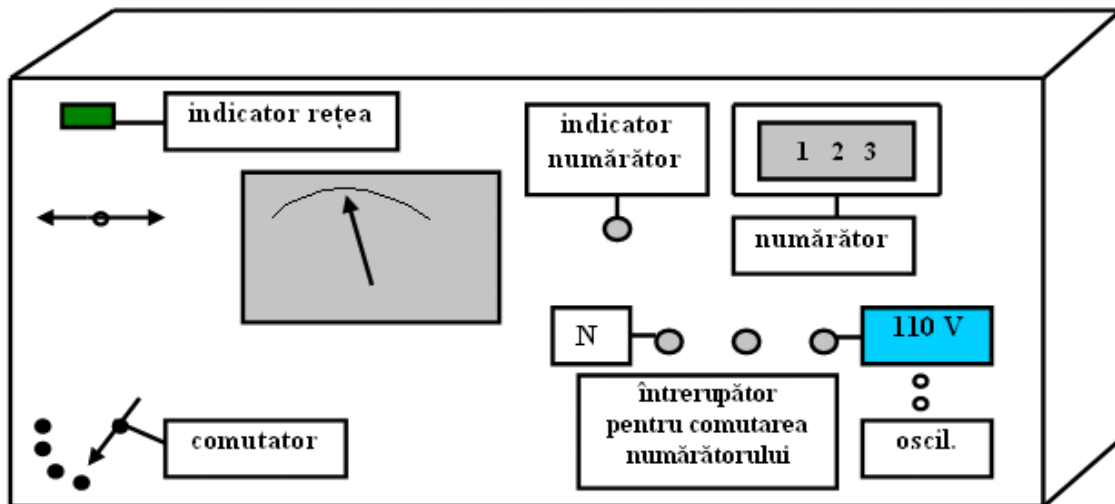 indicator rețea
indicator
numărător
1 2 3
numărător
N
110 V
întrerupător
pentru comutarea
numărătorului
comutator
oscil.